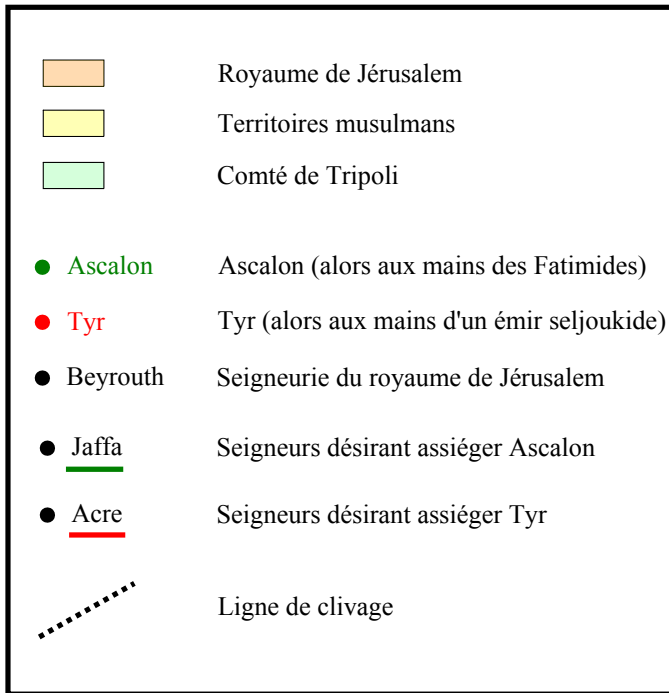 Royaume de Jérusalem
Territoires musulmans
Comté de Tripoli
Ascalon Ascalon (alors aux mains des Fatimides)
Tyr Tyr (alors aux mains d'un émir seljoukide)
Beyrouth Seigneurie du royaume de Jérusalem
Jaffa Seigneurs désirant assiéger Ascalon
Acre Seigneurs désirant assiéger Tyr
Ligne de clivage